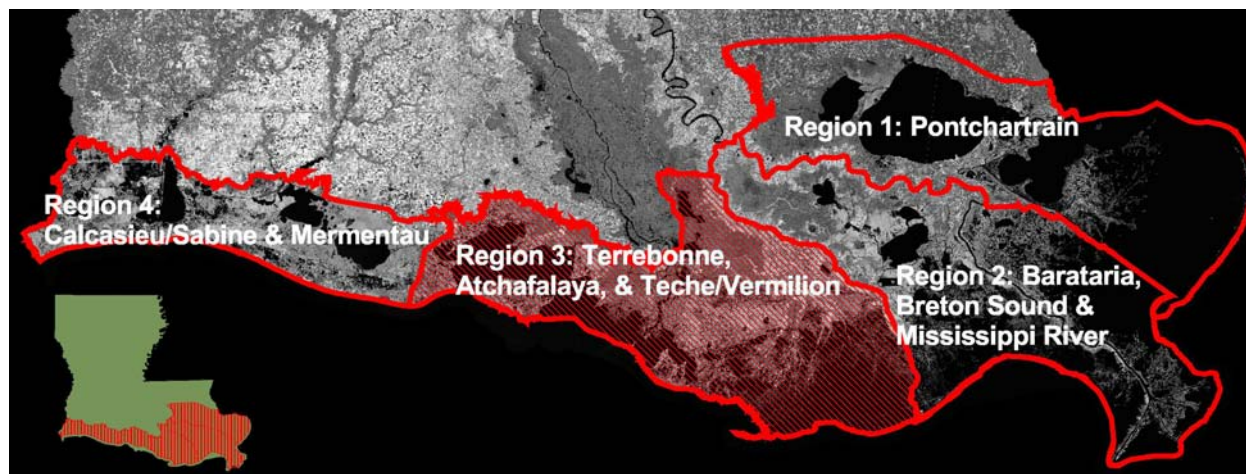 Region 1: Pontchartrain
Region 4:
Calcasieu/Sabine & Mermentau
Region 3: Terrebonne,
Atchafalaya, & Teche/Vermilion
Region 2: Barataria,
Breton Sound &
Mississippi River